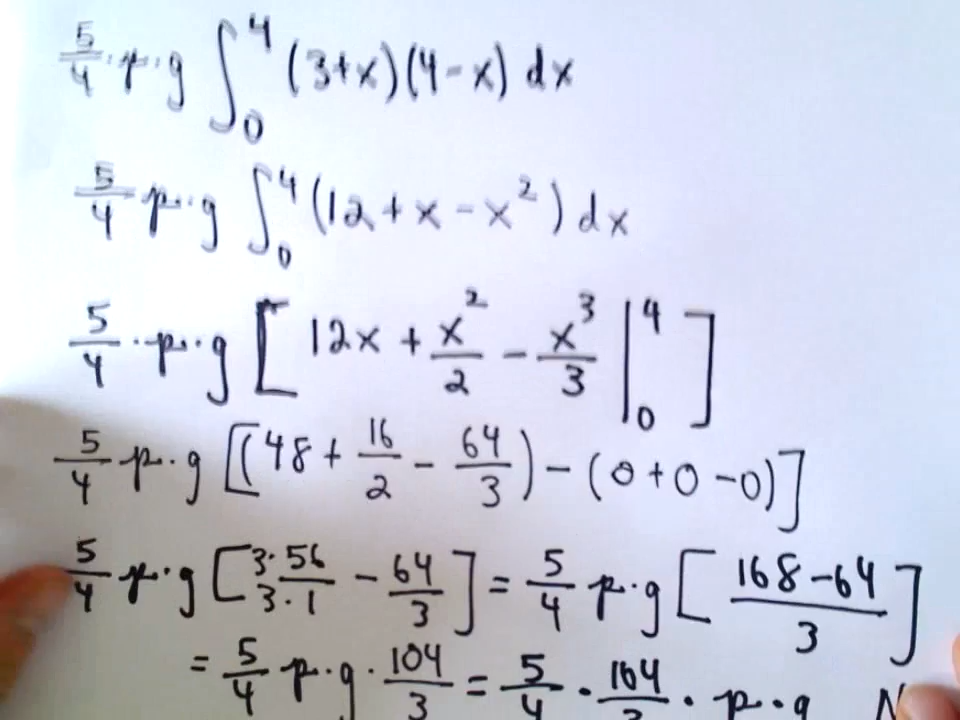 5/4 · p · g ∫₀⁴ (3+x)(4-x) dx
5/4 p · g ∫₀⁴ (12 + x - x²) dx
5/4 · p · g [ 12x + x²/2 - x³/3 |₀⁴ ]
5/4 p · g [(48 + 16/2 - 64/3) - (0 + 0 - 0)]
5/4 p · g [ 3·56/3·1 - 64/3 ] = 5/4 p · g [ 168-64/3 ]
= 5/4 p · g · 104/3 = 5/4 · 104/3 · p · g N